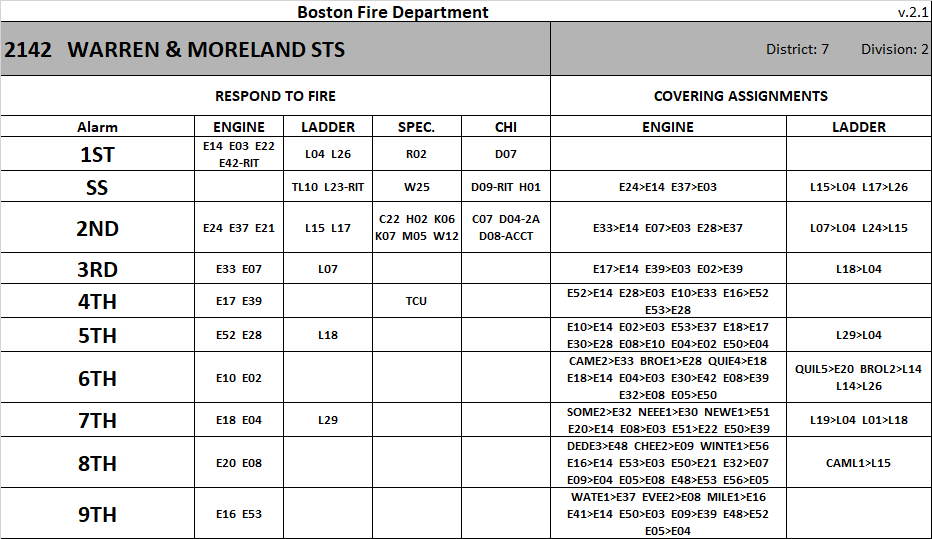 Boston Fire Department v.2.1
2142 WARREN & MORELAND STS District: 7 Division: 2
RESPOND TO FIRE COVERING ASSIGNMENTS
Alarm ENGINE LADDER SPEC. CHI ENGINE LADDER
1ST E14 E03 E22 L04 L26 R02 D07
E42-RIT
SS TL10 L23-RIT W25 D09-RIT H01 E24>E14 E37>E03 L15>L04 L17>L26
2ND E24 E37 E21 L15 L17 C22 H02 K06 C07 D04-2A E33>E14 E07>E03 E28>E37 L07>L04 L24>L15
K07 M05 W12 D08-ACCT
3RD E33 E07 L07 E17>E14 E39>E03 E02>E39 L18>L04
4TH E17 E39 TCU E52>E14 E28>E03 E10>E33 E16>E52
E53>E28
5TH E52 E28 L18 E10>E14 E02>E03 E53>E37 E18>E17 L29>L04
E30>E28 E08>E10 E04>E02 E50>E04
6TH E10 E02 CAME2>E33 BROE1>E28 QUIE4>E18 QUIL5>E20 BROL2>L14
E18>E14 E04>E03 E30>E42 E08>E39 L14>L26
E32>E08 E05>E50
7TH E18 E04 L29 SOME2>E32 NEEE1>E30 NEWE1>E51 L19>L04 L01>L18
E20>E14 E08>E03 E51>E22 E50>E39
8TH E20 E08 DEDE3>E48 CHEE2>E09 WINTE1>E56 CAML1>L15
E16>E14 E53>E03 E50>E21 E32>E07
E09>E04 E05>E08 E48>E53 E56>E05
9TH E16 E53 WATE1>E37 EVEE2>E08 MILE1>E16
E41>E14 E50>E03 E09>E39 E48>E52
E05>E04